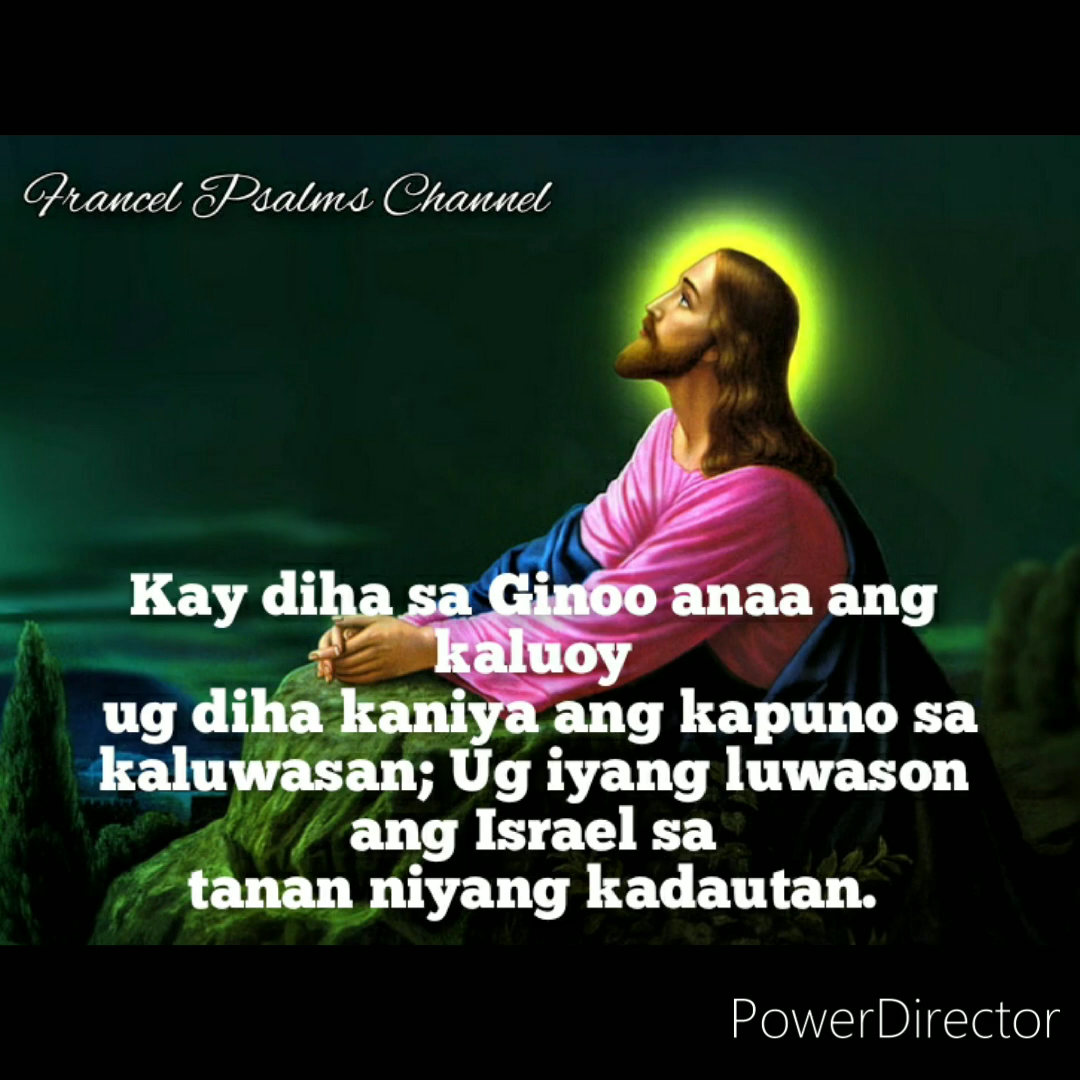 Francel Psalms Channel
Kay diha sa Ginoo anaa ang
kaluoy
ug diha kaniya ang kapuno sa
kaluwasan; Ug iyang luwason
ang Israel sa
tanan niyang kadautan.
PowerDirector